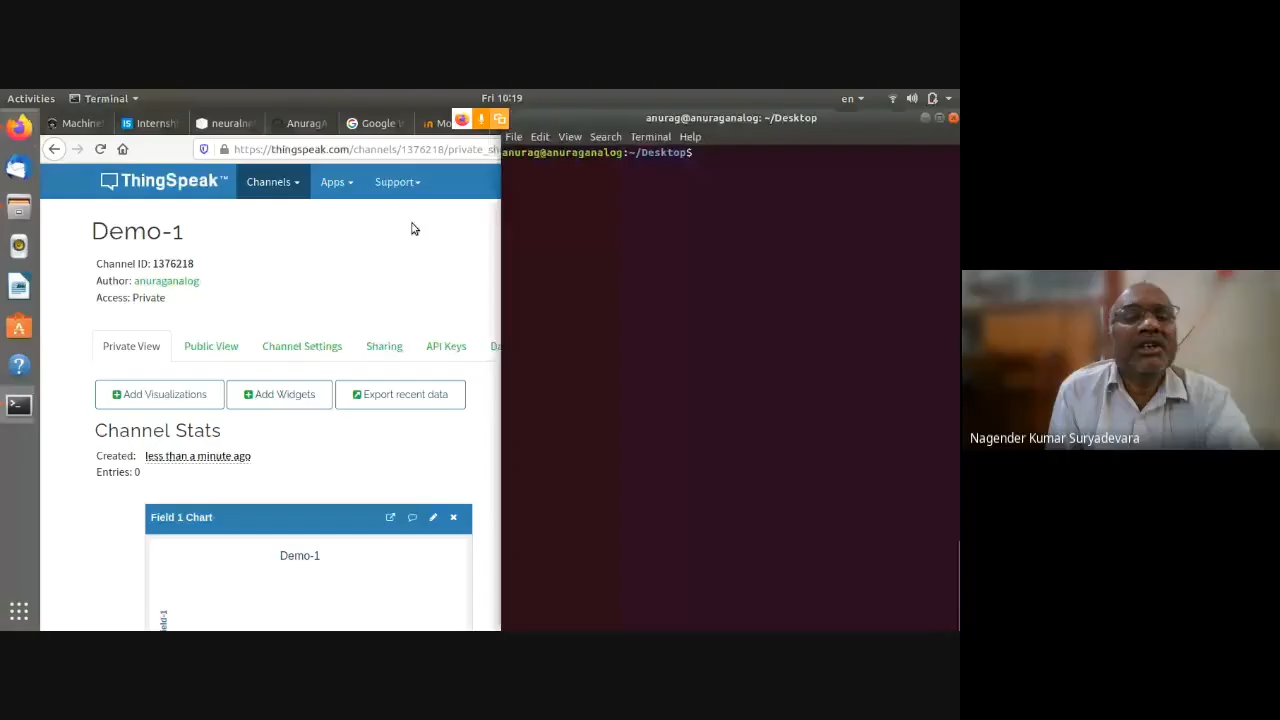 Activities Terminal Fri 10:19 en
Machine Internsh neuralne AnuragA Google Mo
https://thingspeak.com/channels/1376218/private_sh
ThingSpeak™ Channels Apps Support
Demo-1
Channel ID: 1376218
Author: anuraganalog
Access: Private
Private View Public View Channel Settings Sharing API Keys Da
Add Visualizations Add Widgets Export recent data
Channel Stats
Created: less than a minute ago
Entries: 0
Field 1 Chart
Demo-1
eld-1
anurag@anuraganalog: ~/Desktop
File Edit View Search Terminal Help
anurag@anuraganalog:~/Desktop$
Nagender Kumar Suryadevara